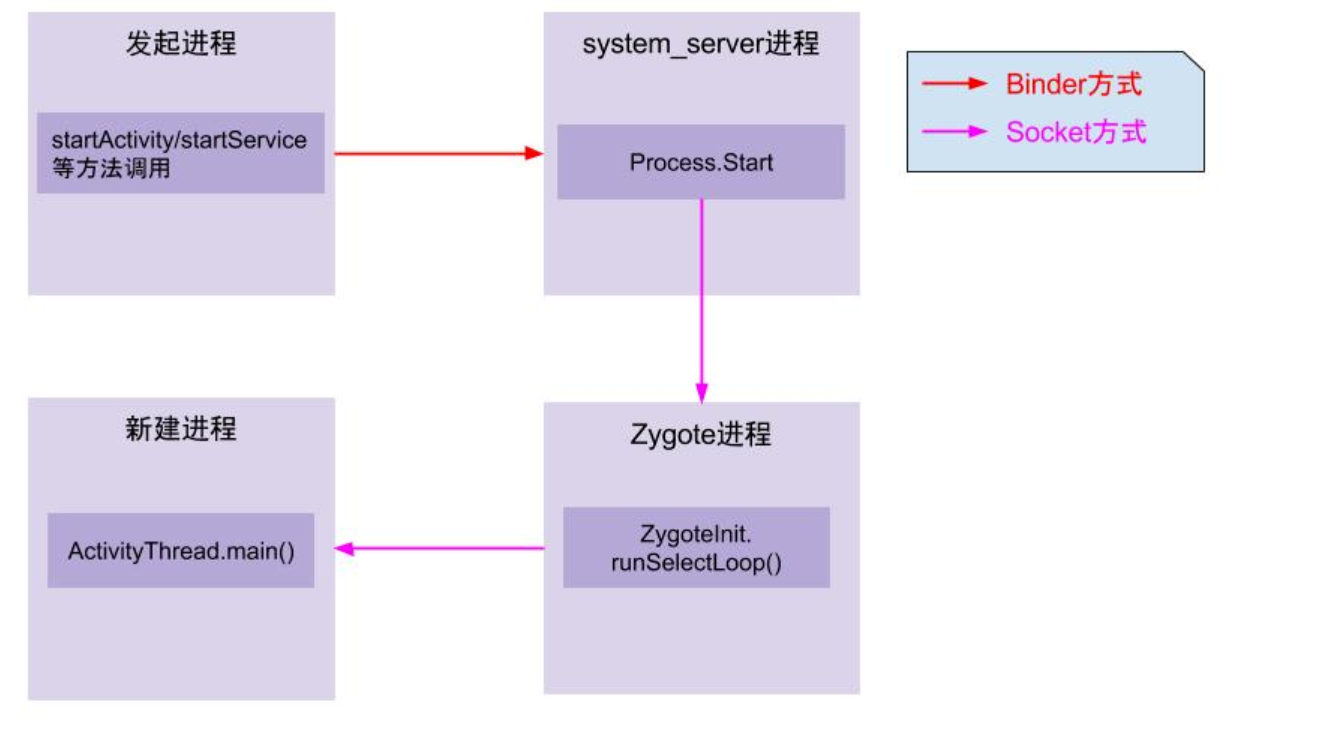 发起进程
startActivity/startService
等方法调用
system_server进程
Process.Start
Binder方式
Socket方式
新建进程
ActivityThread.main()
Zygote进程
ZygoteInit.
runSelectLoop()